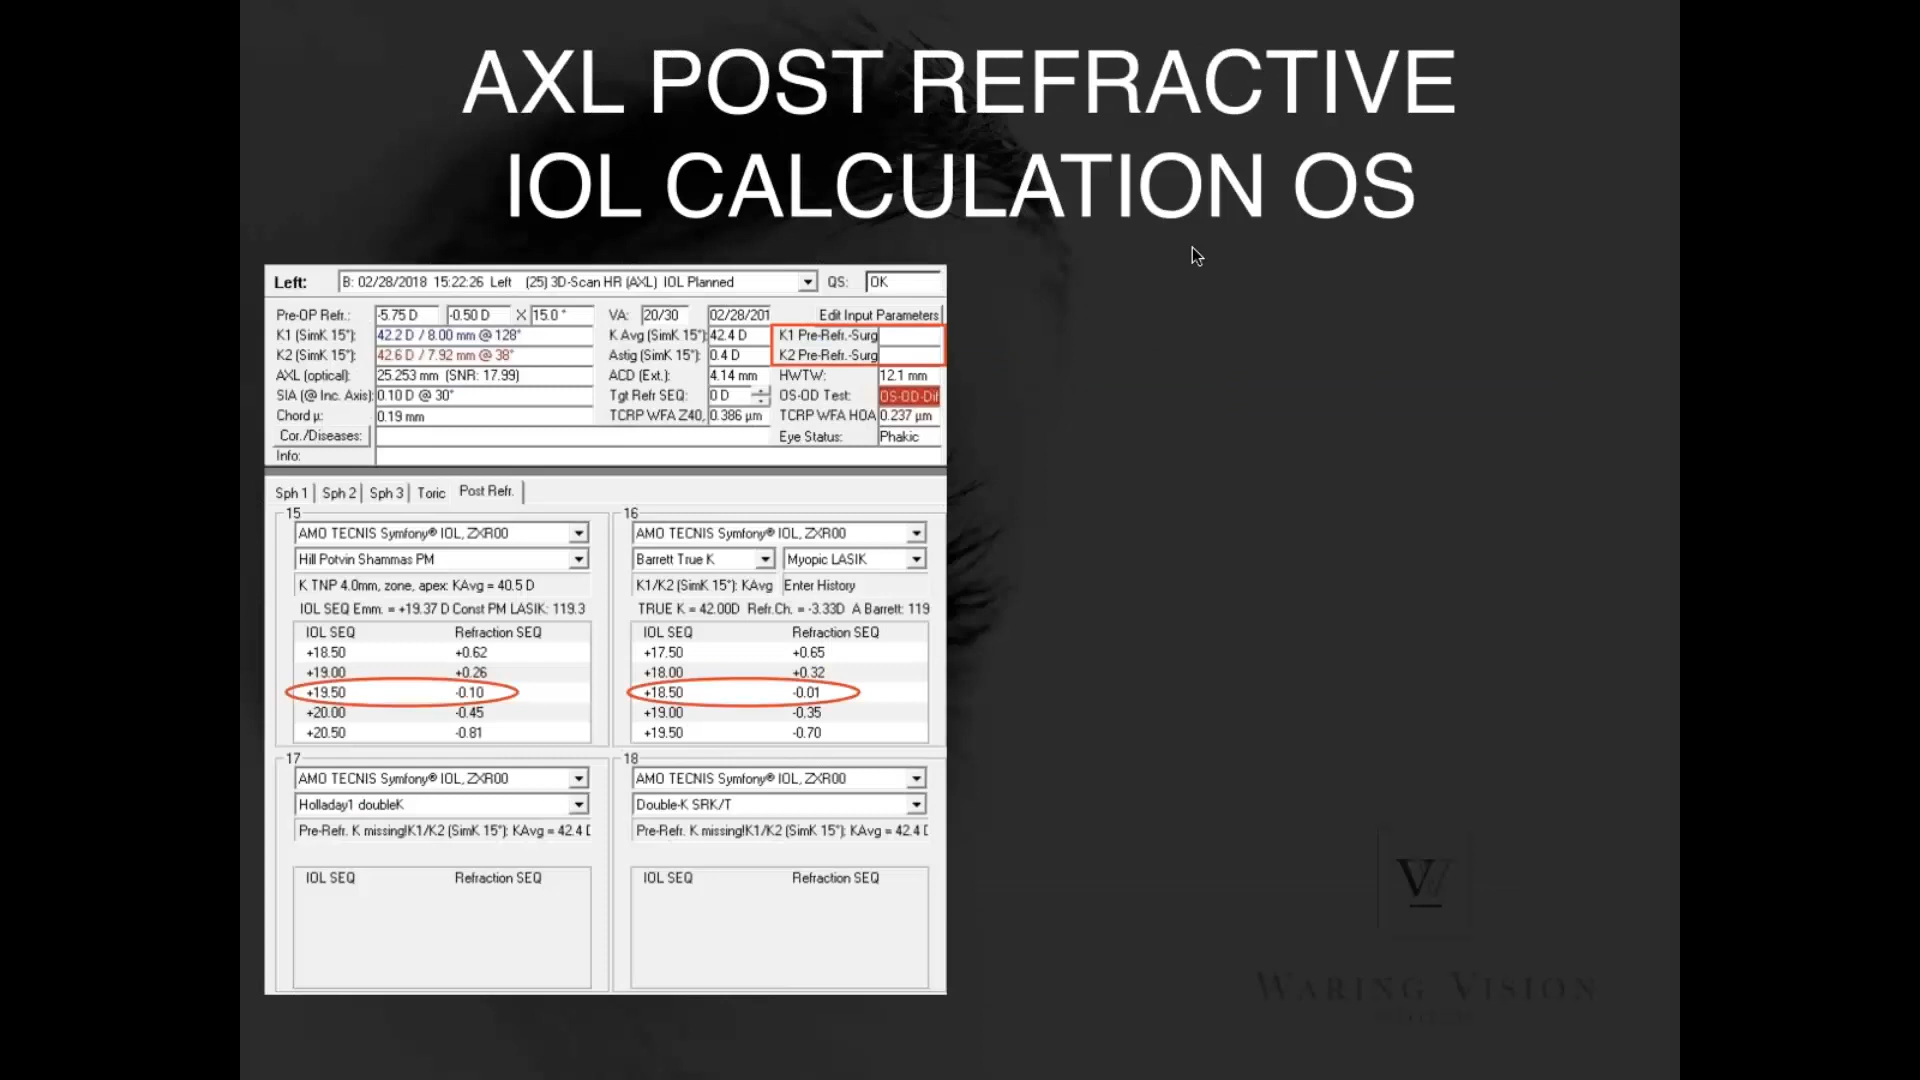 AXL POST REFRACTIVE
IOL CALCULATION OS
Left: B: 02/28/2018 15:22:26 Left (25) 3D-Scan HR (AXL) IOL Planned QS: OK
Pre-OP Refr.: -5.75 D -0.50 D X 15.0 ° VA: 20/30 02/28/201 Edit Input Parameters
K1 (SimK 15°): 42.2 D / 8.00 mm @ 128° K Avg (SimK 15°): 42.4 D K1 Pre-Refr.-Surg
K2 (SimK 15°): 42.6 D / 7.92 mm @ 38° Astig (SimK 15°): 0.4 D K2 Pre-Refr.-Surg
AXL (optical): 25.253 mm (SNR: 17.99) ACD (Ext.): 4.14 mm HWTW: 12.1 mm
SIA (@ Inc. Axis): 0.10 D @ 30° Tgt Refr SEQ: 0 D OS-OD Test: OS-OD-Dif
Chord µ: 0.19 mm TCRP WFA Z40, 0.386 µm TCRP WFA HOA 0.237 µm
Cor./Diseases: Eye Status: Phakic
Info:
Sph 1 Sph 2 Sph 3 Toric Post Refr.
15 16
AMO TECNIS Symfony® IOL, ZXR00 AMO TECNIS Symfony® IOL, ZXR00
Hill Potvin Shammas PM Barrett True K Myopic LASIK
K TNP 4.0mm, zone, apex: KAvg = 40.5 D K1/K2 (SimK 15°): KAvg Enter History
IOL SEQ Emm. = +19.37 D Const PM LASIK: 119.3 TRUE K = 42.00D Refr.Ch. = -3.33D A Barrett: 119
IOL SEQ Refraction SEQ IOL SEQ Refraction SEQ
+18.50 +0.62 +17.50 +0.65
+19.00 +0.26 +18.00 +0.32
+19.50 -0.10 +18.50 -0.01
+20.00 -0.45 +19.00 -0.35
+20.50 -0.81 +19.50 -0.70
17 18
AMO TECNIS Symfony® IOL, ZXR00 AMO TECNIS Symfony® IOL, ZXR00
Holladay1 doubleK Double-K SRK/T
Pre-Refr. K missing!K1/K2 (SimK 15°): KAvg = 42.4 D Pre-Refr. K missing!K1/K2 (SimK 15°): KAvg = 42.4 D
IOL SEQ Refraction SEQ IOL SEQ Refraction SEQ
WARING VISION